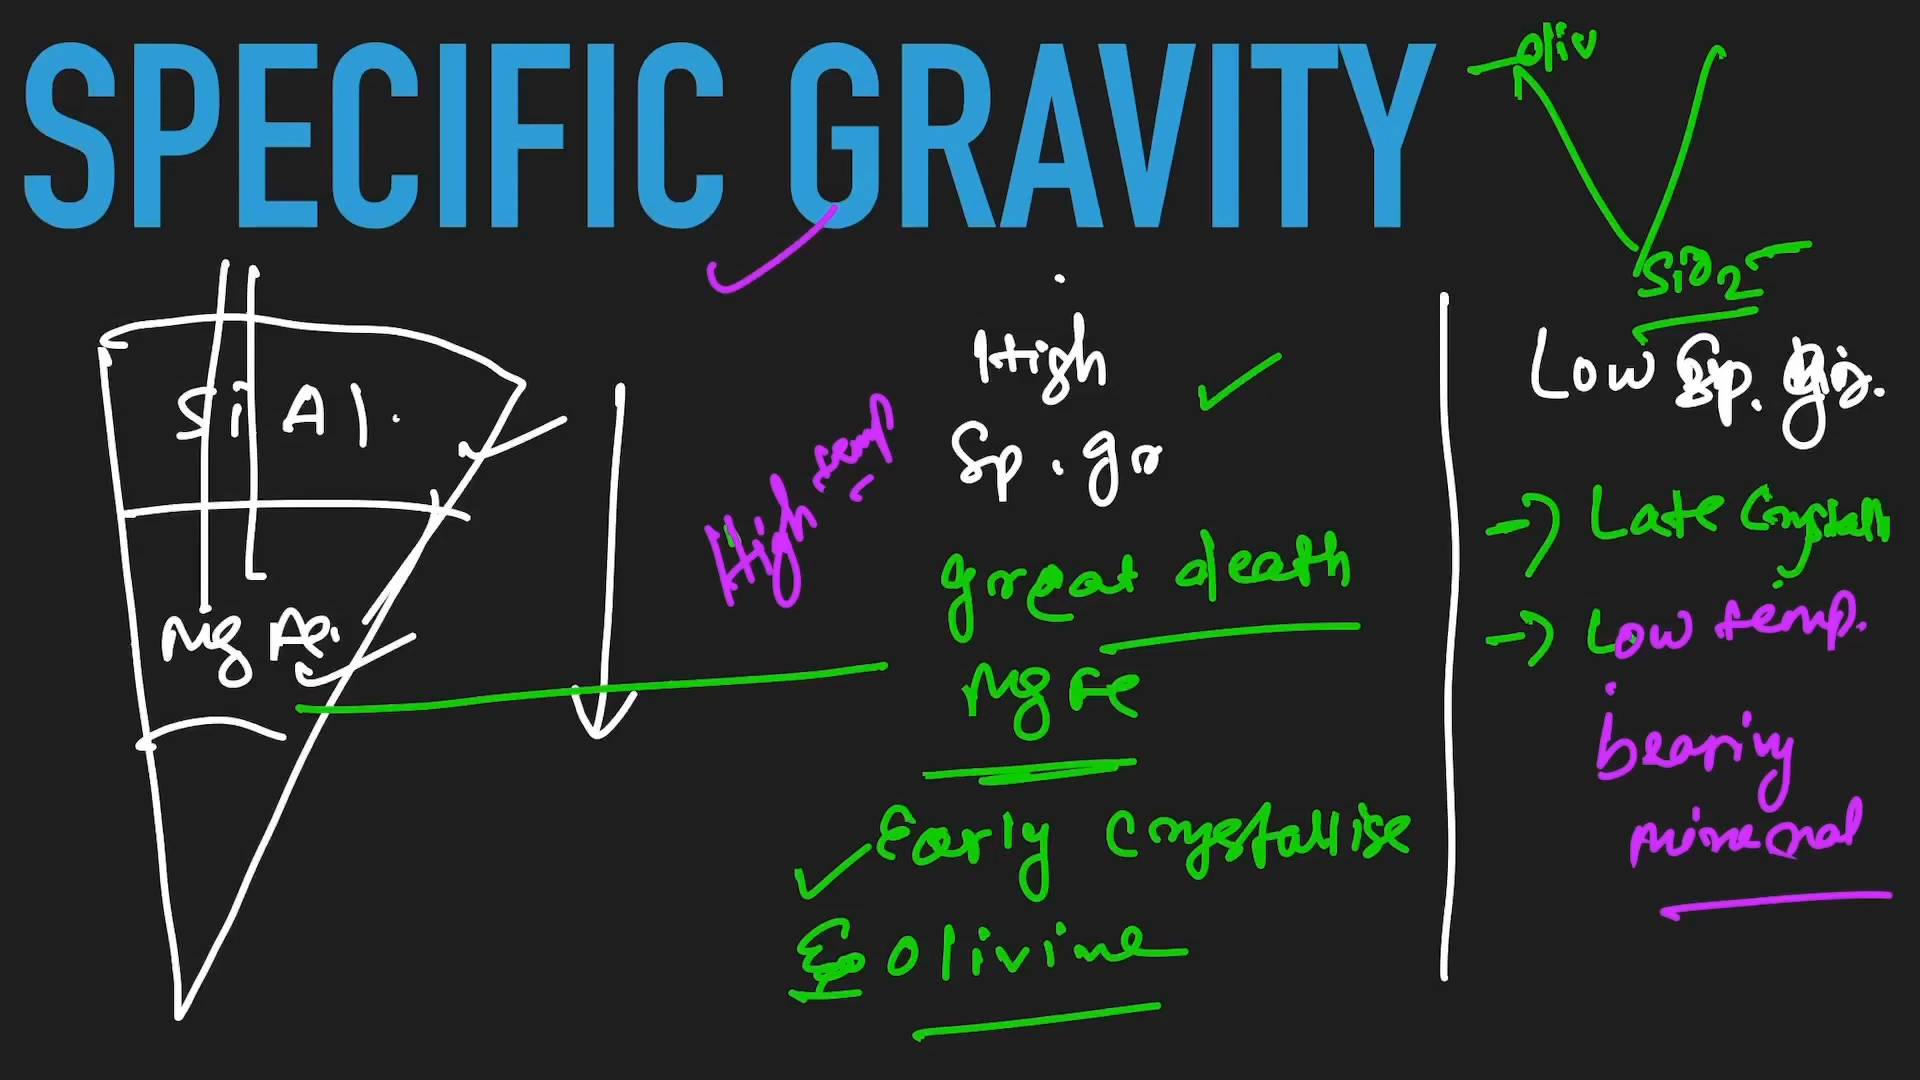 SPECIFIC GRAVITY
Oliv
SiO2
Si Al.
Mg Fe.
High temp
High
Sp. gr
great death
Mg Fe
Early Crystallise
Olivine
Low Sp. gr.
→ Late Crystalli
→ Low temp.
bearing
mineral